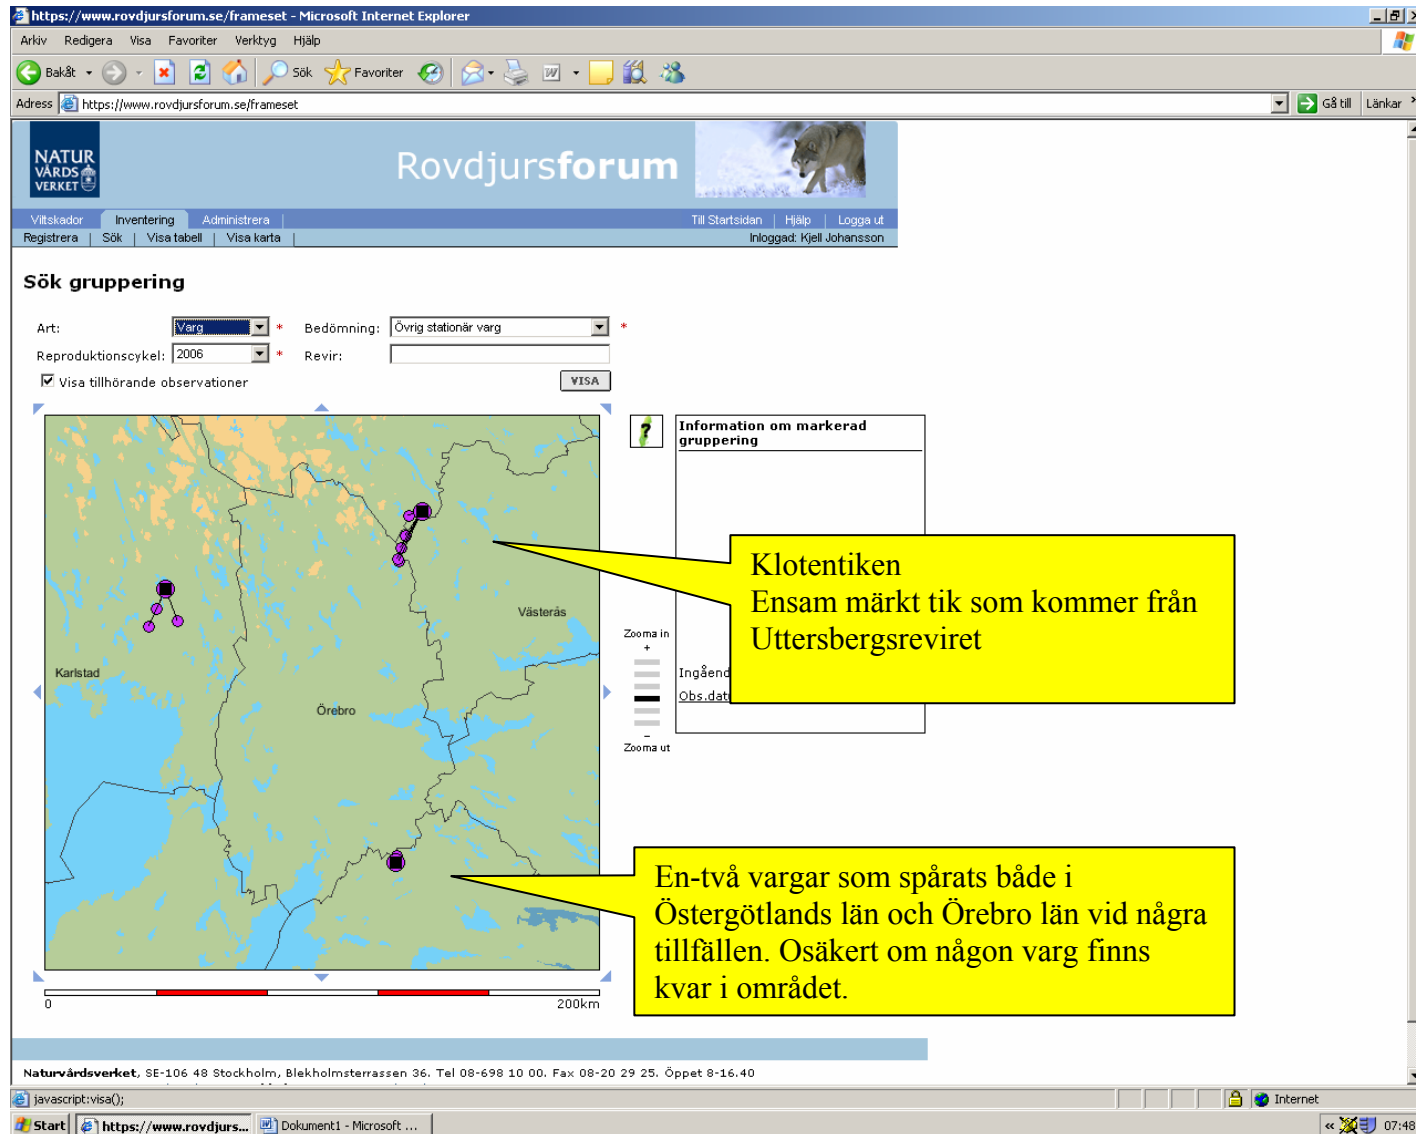 https://www.rovdjursforum.se/frameset - Microsoft Internet Explorer
Arkiv Redigera Visa Favoriter Verktyg Hjälp
Bakåt Sök Favoriter
Adress https://www.rovdjursforum.se/frameset Gå till Länkar
NATUR
VÅRDS
VERKET
Rovdjursforum
Viltskador Inventering Administrera | Till Startsidan | Hjälp | Logga ut
Registrera | Sök | Visa tabell | Visa karta | Inloggad: Kjell Johansson
Sök gruppering
Art: Varg * Bedömning: Övrig stationär varg *
Reproduktionscykel: 2006 * Revir:
Visa tillhörande observationer VISA
Information om markerad
gruppering
Klotentiken
Ensam märkt tik som kommer från
Uttersbergsreviret
Västerås
Zooma in
+
Karlstad
Ingåend
Obs.dat
Örebro
–
Zooma ut
En-två vargar som spårats både i
Östergötlands län och Örebro län vid några
tillfällen. Osäkert om någon varg finns
kvar i området.
0 200km
Naturvårdsverket, SE-106 48 Stockholm, Blekholmsterrassen 36. Tel 08-698 10 00. Fax 08-20 29 25. Öppet 8-16.40
javascript:visa(); Internet
Start https://www.rovdjurs... Dokument1 - Microsoft ... « 07:48